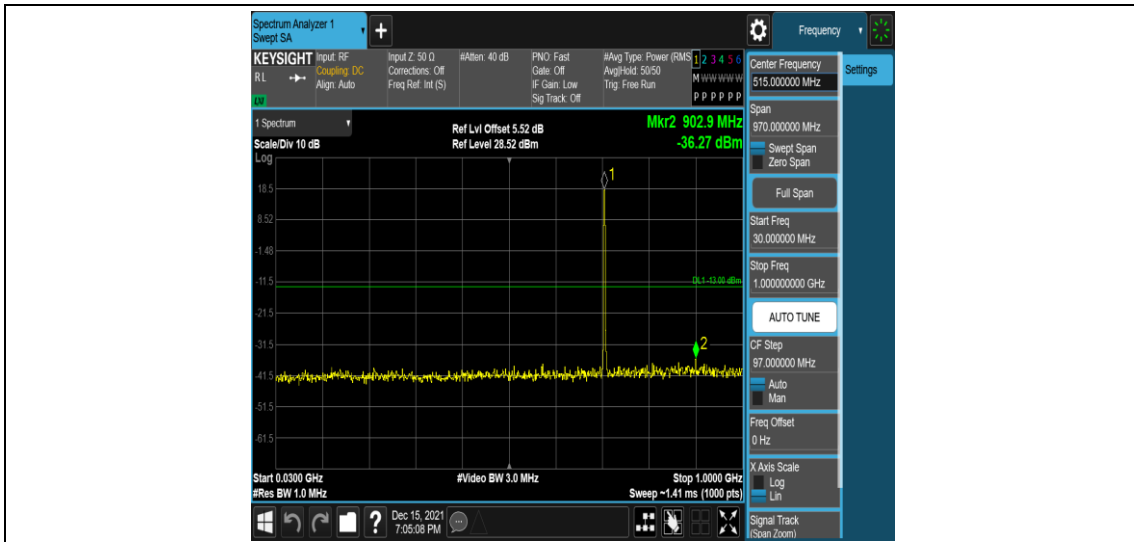 Spectrum Analyzer 1
Swept SA
+
Frequency
KEYSIGHT
RL
LXI
Input: RF
Coupling: DC
Align: Auto
Input Z: 50 Ω
Corrections: Off
Freq Ref: Int (S)
#Atten: 40 dB
PNO: Fast
Gate: Off
IF Gain: Low
Sig Track: Off
#Avg Type: Power (RMS
Avg|Hold: 50/50
Trig: Free Run
1 2 3 4 5 6
M W W W W W
P P P P P P
1 Spectrum
Scale/Div 10 dB
Ref Lvl Offset 5.52 dB
Ref Level 28.52 dBm
Mkr2 902.9 MHz
-36.27 dBm
Log
1
18.5
8.52
-1.48
DL1 -13.00 dBm
-11.5
-21.5
-31.5
2
-41.5
-51.5
-61.5
Start 0.0300 GHz
#Res BW 1.0 MHz
#Video BW 3.0 MHz
Stop 1.0000 GHz
Sweep ~1.41 ms (1000 pts)
Center Frequency
515.000000 MHz
Settings
Span
970.000000 MHz
Swept Span
Zero Span
Full Span
Start Freq
30.000000 MHz
Stop Freq
1.000000000 GHz
AUTO TUNE
CF Step
97.000000 MHz
Auto
Man
Freq Offset
0 Hz
X Axis Scale
Log
Lin
Signal Track
(Span Zoom)
?
Dec 15, 2021
7:05:08 PM